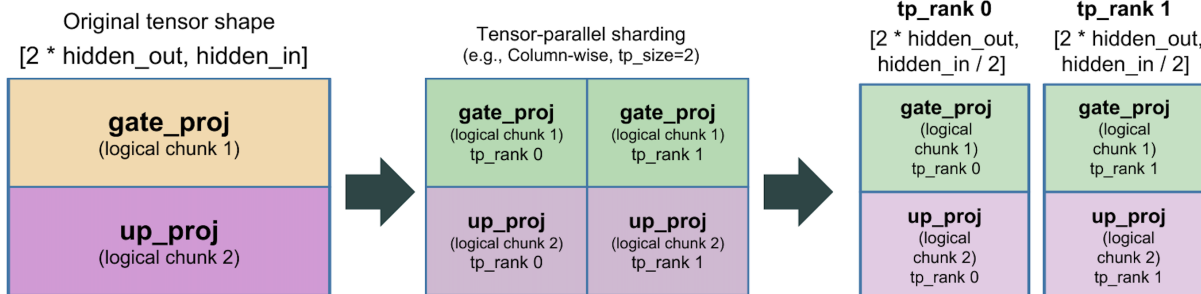 Original tensor shape
[2 * hidden_out, hidden_in]
gate_proj
(logical chunk 1)
up_proj
(logical chunk 2)
Tensor-parallel sharding
(e.g., Column-wise, tp_size=2)
gate_proj
(logical chunk 1)
tp_rank 0
gate_proj
(logical chunk 1)
tp_rank 1
up_proj
(logical chunk 2)
tp_rank 0
up_proj
(logical chunk 2)
tp_rank 1
tp_rank 0
[2 * hidden_out,
hidden_in / 2]
gate_proj
(logical
chunk 1)
tp_rank 0
up_proj
(logical
chunk 2)
tp_rank 0
tp_rank 1
[2 * hidden_out,
hidden_in / 2]
gate_proj
(logical
chunk 1)
tp_rank 1
up_proj
(logical
chunk 2)
tp_rank 1